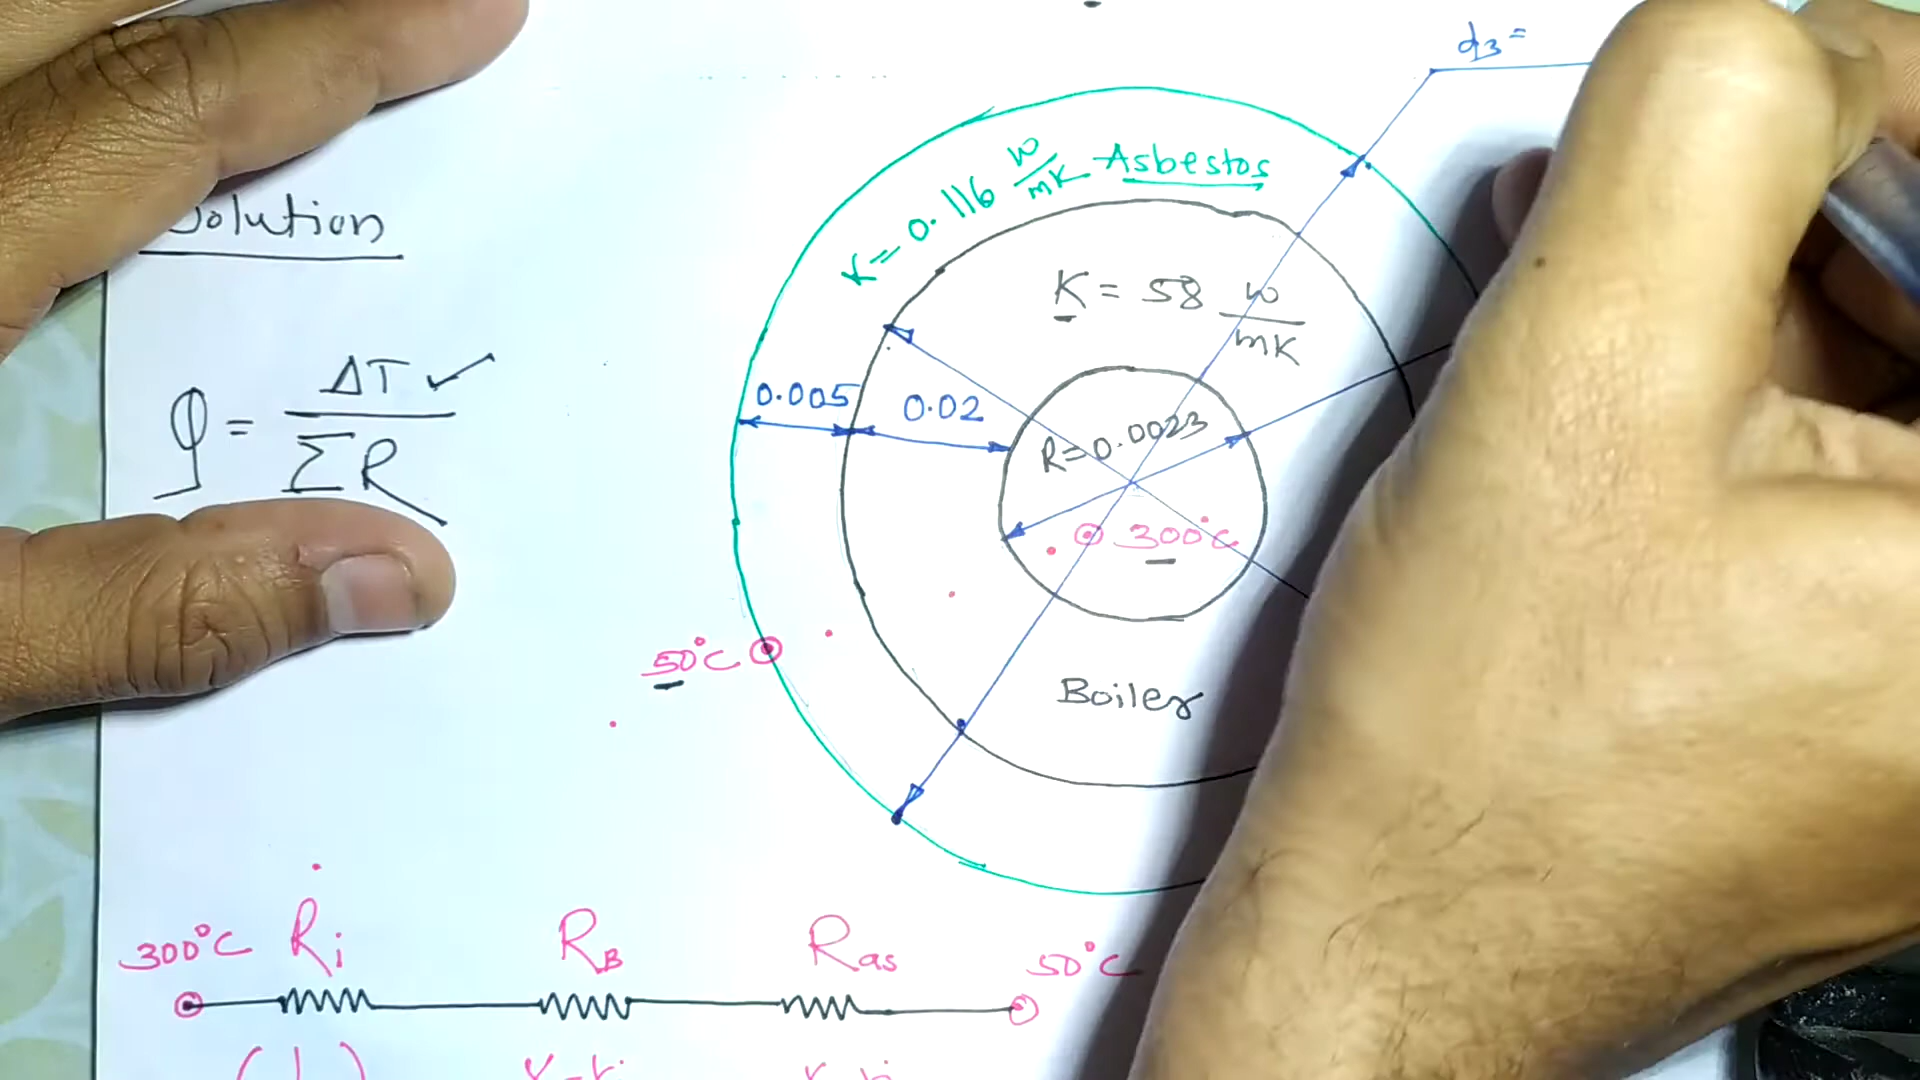 d3 =
K = 0.116 w/mK Asbestos
Solution
K = 58 w/mK
φ = ΔT ✓ / ΣR
0.005
0.02
R=0.0023
300°C
50°C
Boiler
300°C Ri RB Ras 50°C